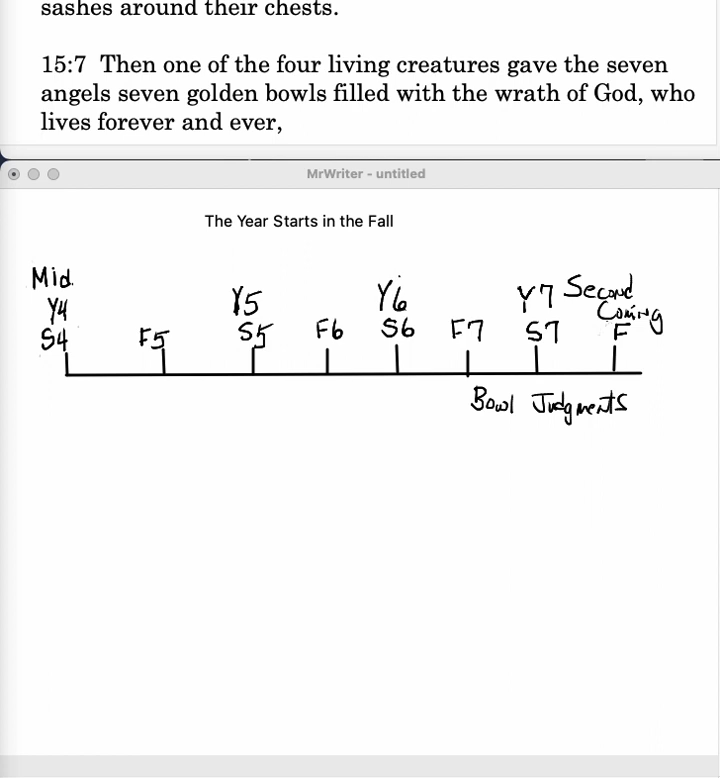 sashes around their chests.
15:7 Then one of the four living creatures gave the seven
angels seven golden bowls filled with the wrath of God, who
lives forever and ever,
MrWriter - untitled
The Year Starts in the Fall
Mid.
Y4
S4
F5
Y5
S5
F6
Y6
S6
F7
Y7
S7
Second
Coming
F
Bowl Judgments